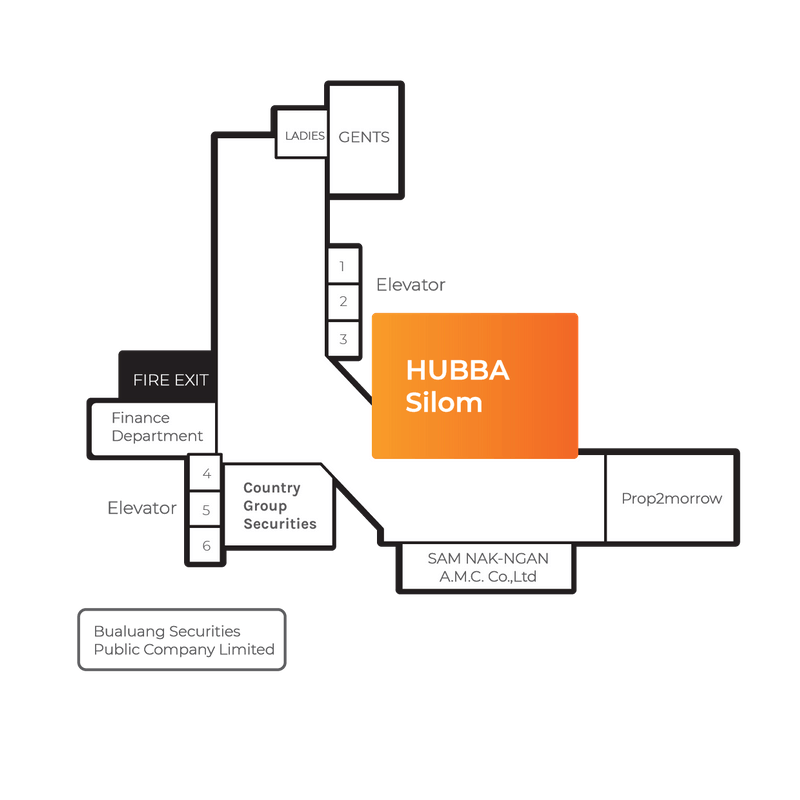 LADIES
GENTS
1
Elevator
2
3
HUBBA
Silom
FIRE EXIT
Finance
Department
4
Elevator
5
6
Country
Group
Securities
Prop2morrow
SAM NAK-NGAN
A.M.C. Co.,Ltd
Bualuang Securities
Public Company Limited